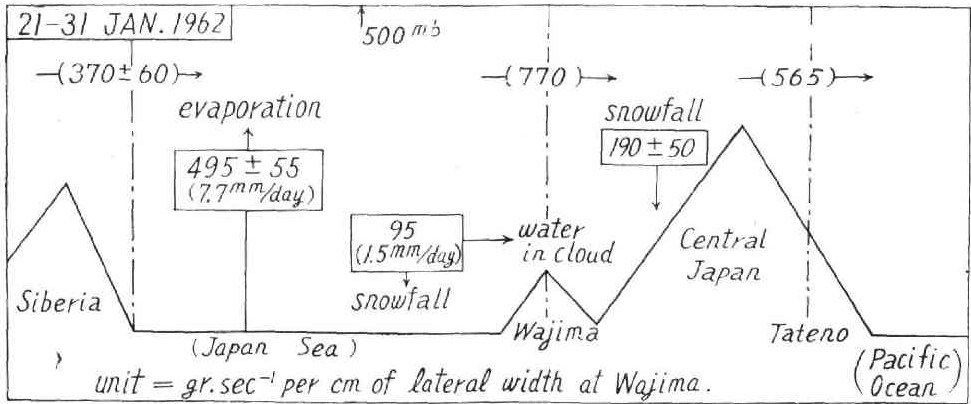 21-31 JAN. 1962
500 mb
(370±60)
(770)
(565)
evaporation
snowfall
495 ± 55
(7.7mm/day)
190 ± 50
95
(1.5mm/day)
water
in cloud
Central
Japan
Siberia
snowfall
(Japan Sea)
Wajima
Tateno
(Pacific
Ocean)
unit = gr. sec⁻¹ per cm of lateral width at Wajima.